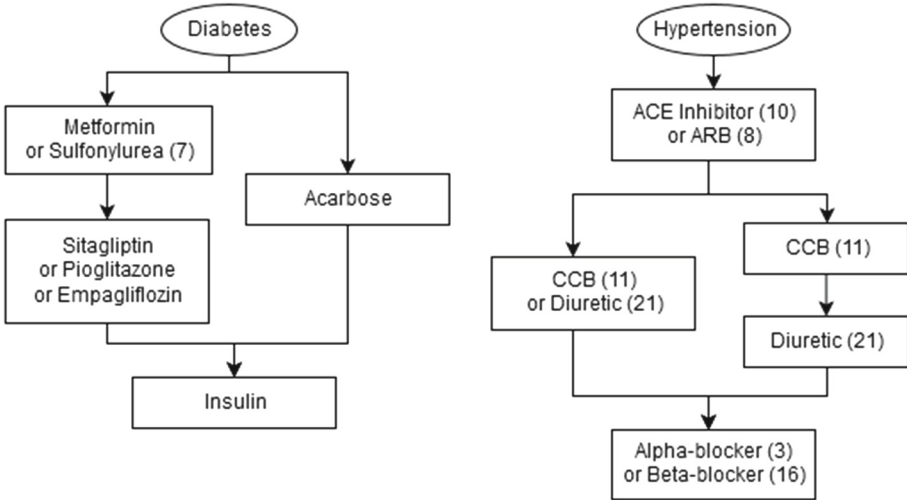 Diabetes
Metformin
or Sulfonylurea (7)
Acarbose
Sitagliptin
or Pioglitazone
or Empagliflozin
Insulin
Hypertension
ACE Inhibitor (10)
or ARB (8)
CCB (11)
or Diuretic (21)
CCB (11)
Diuretic (21)
Alpha-blocker (3)
or Beta-blocker (16)